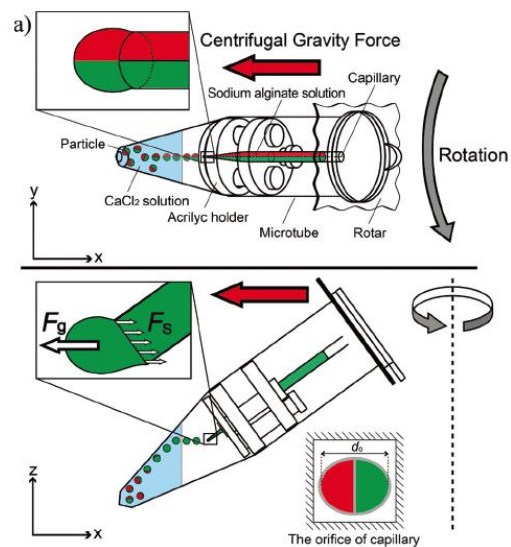 a)
Centrifugal Gravity Force
Capillary
Sodium alginate solution
Particle
Rotation
CaCl2 solution
Acrilyc holder
Microtube
Rotar
y
x
Fg
Fs
do
z
x
The orifice of capillary